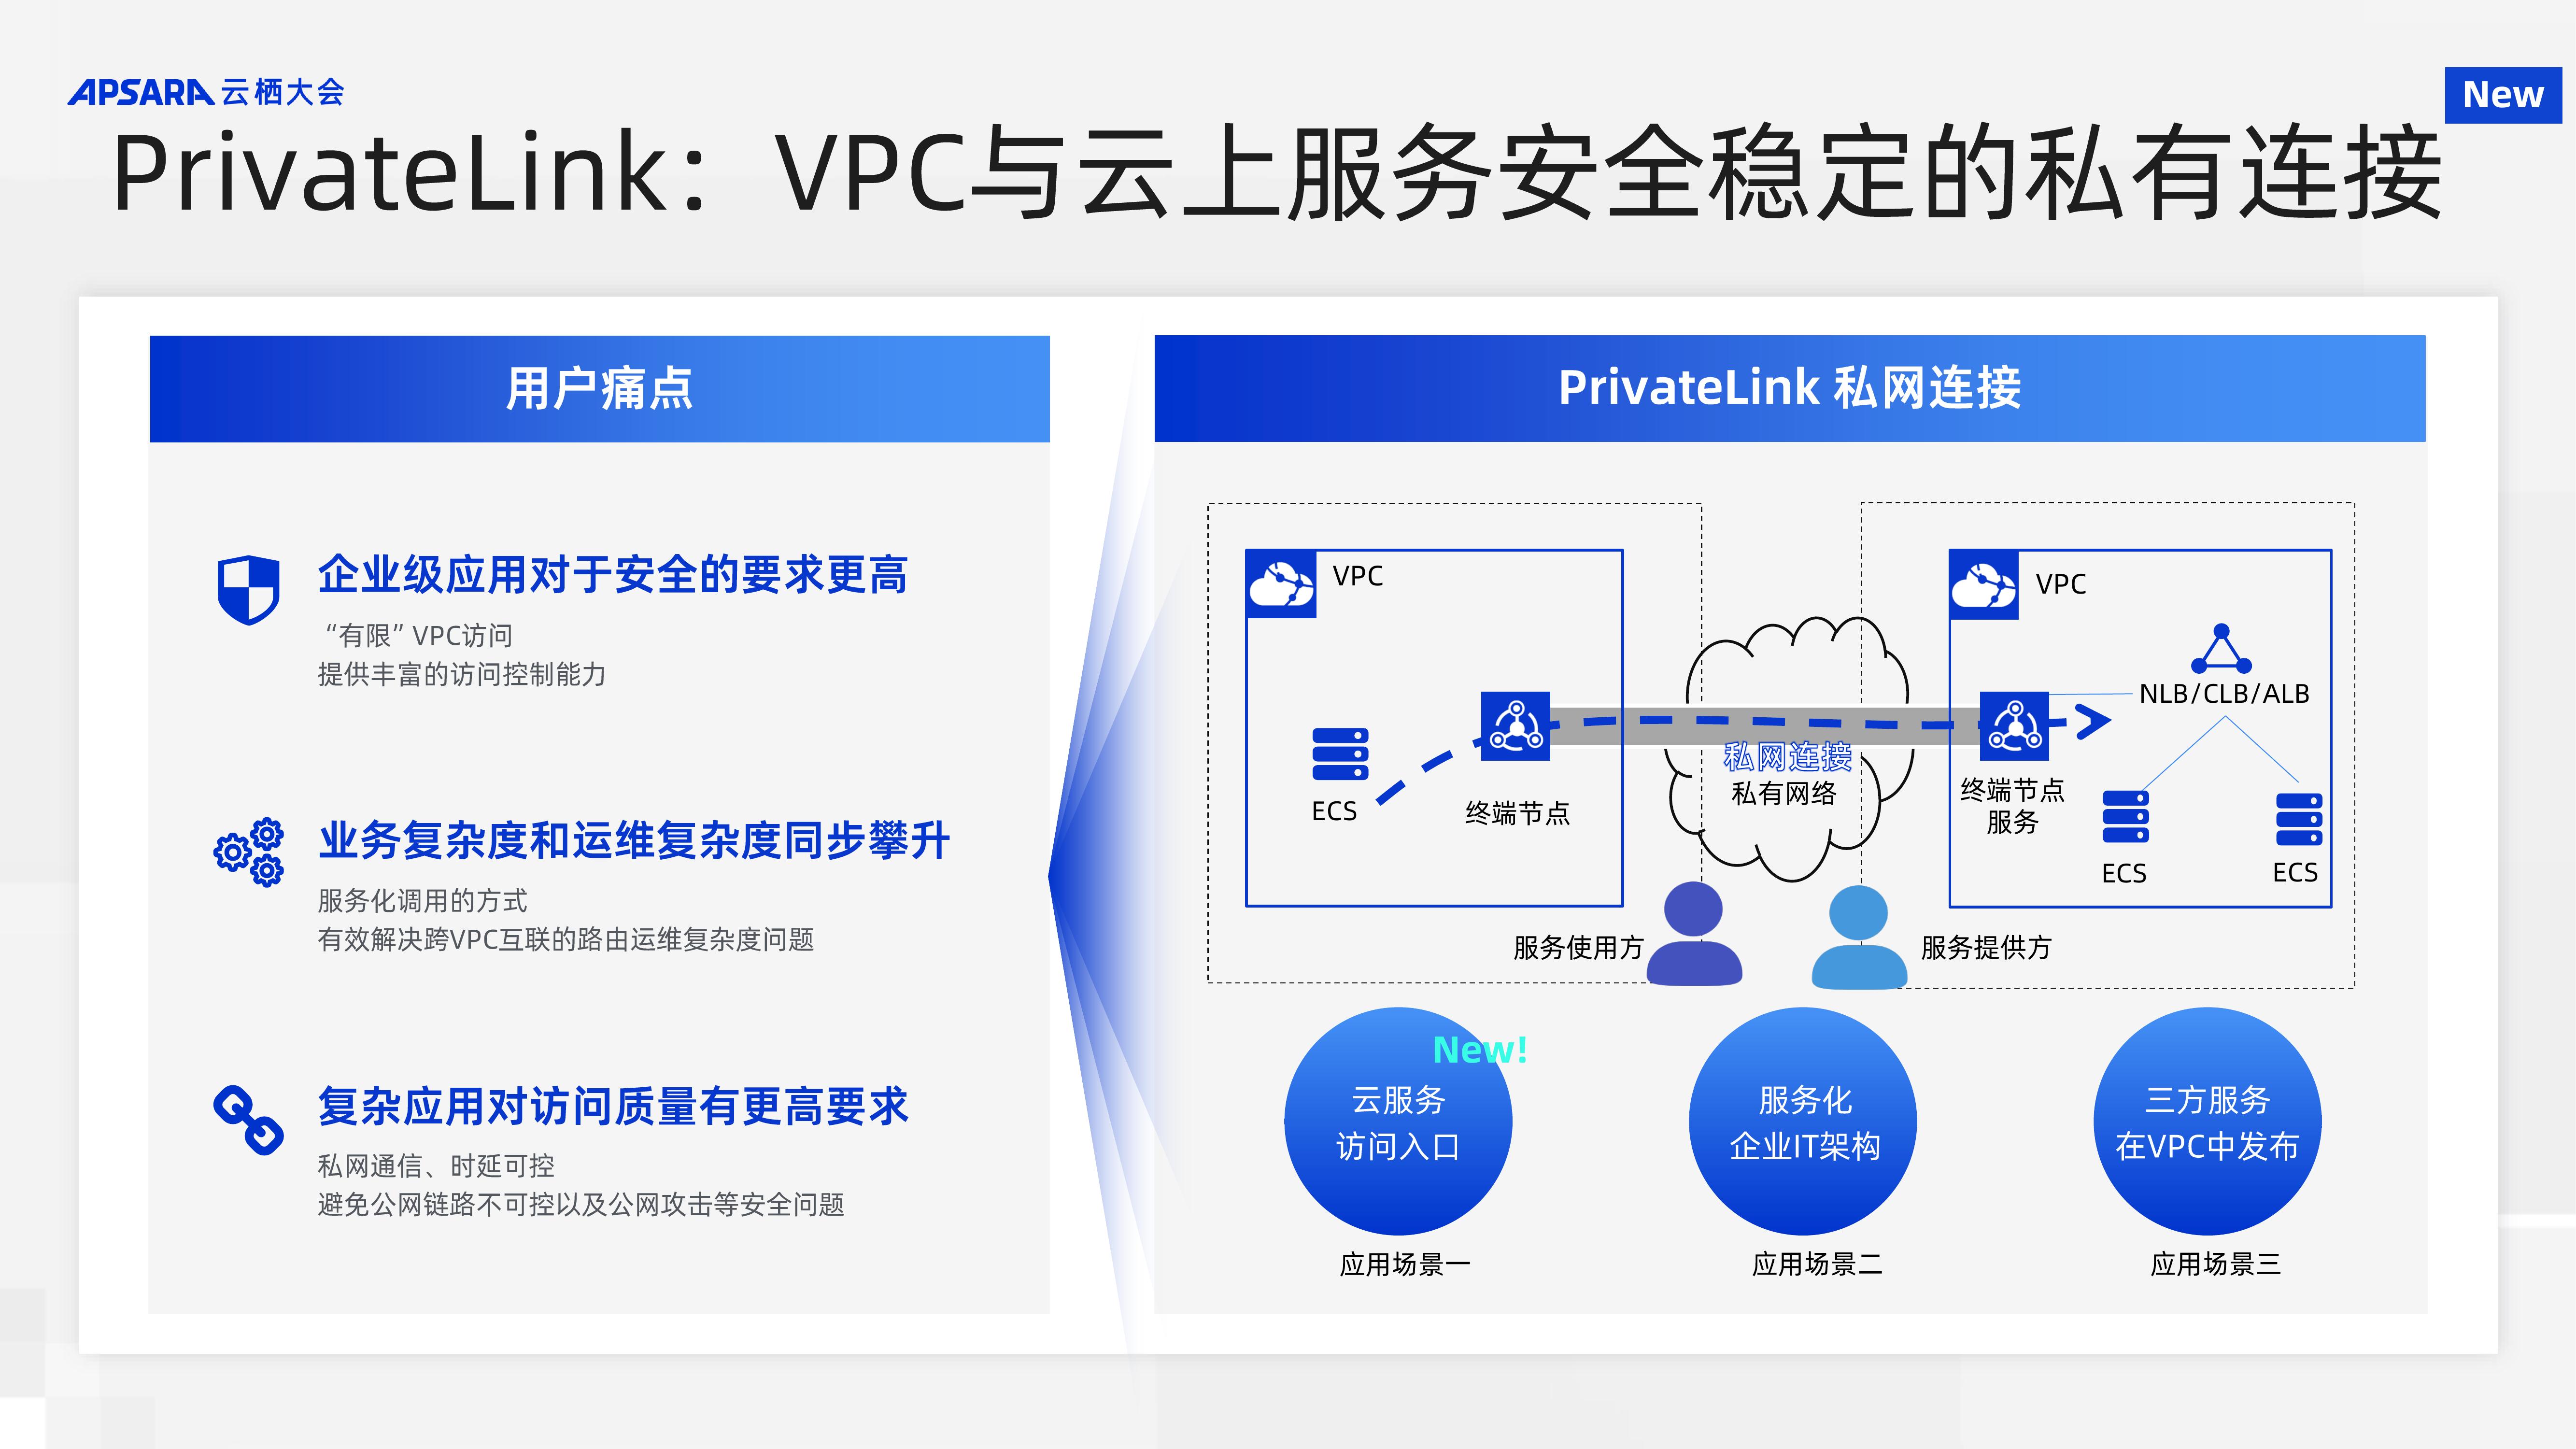 APSARA 云栖大会
New
PrivateLink：VPC与云上服务安全稳定的私有连接
用户痛点
企业级应用对于安全的要求更高
“有限”VPC访问
提供丰富的访问控制能力
业务复杂度和运维复杂度同步攀升
服务化调用的方式
有效解决跨VPC互联的路由运维复杂度问题
复杂应用对访问质量有更高要求
私网通信、时延可控
避免公网链路不可控以及公网攻击等安全问题
PrivateLink 私网连接
VPC
ECS
终端节点
私网连接
私有网络
VPC
NLB/CLB/ALB
终端节点
服务
ECS
ECS
服务使用方
服务提供方
New!
云服务
访问入口
应用场景一
服务化
企业IT架构
应用场景二
三方服务
在VPC中发布
应用场景三